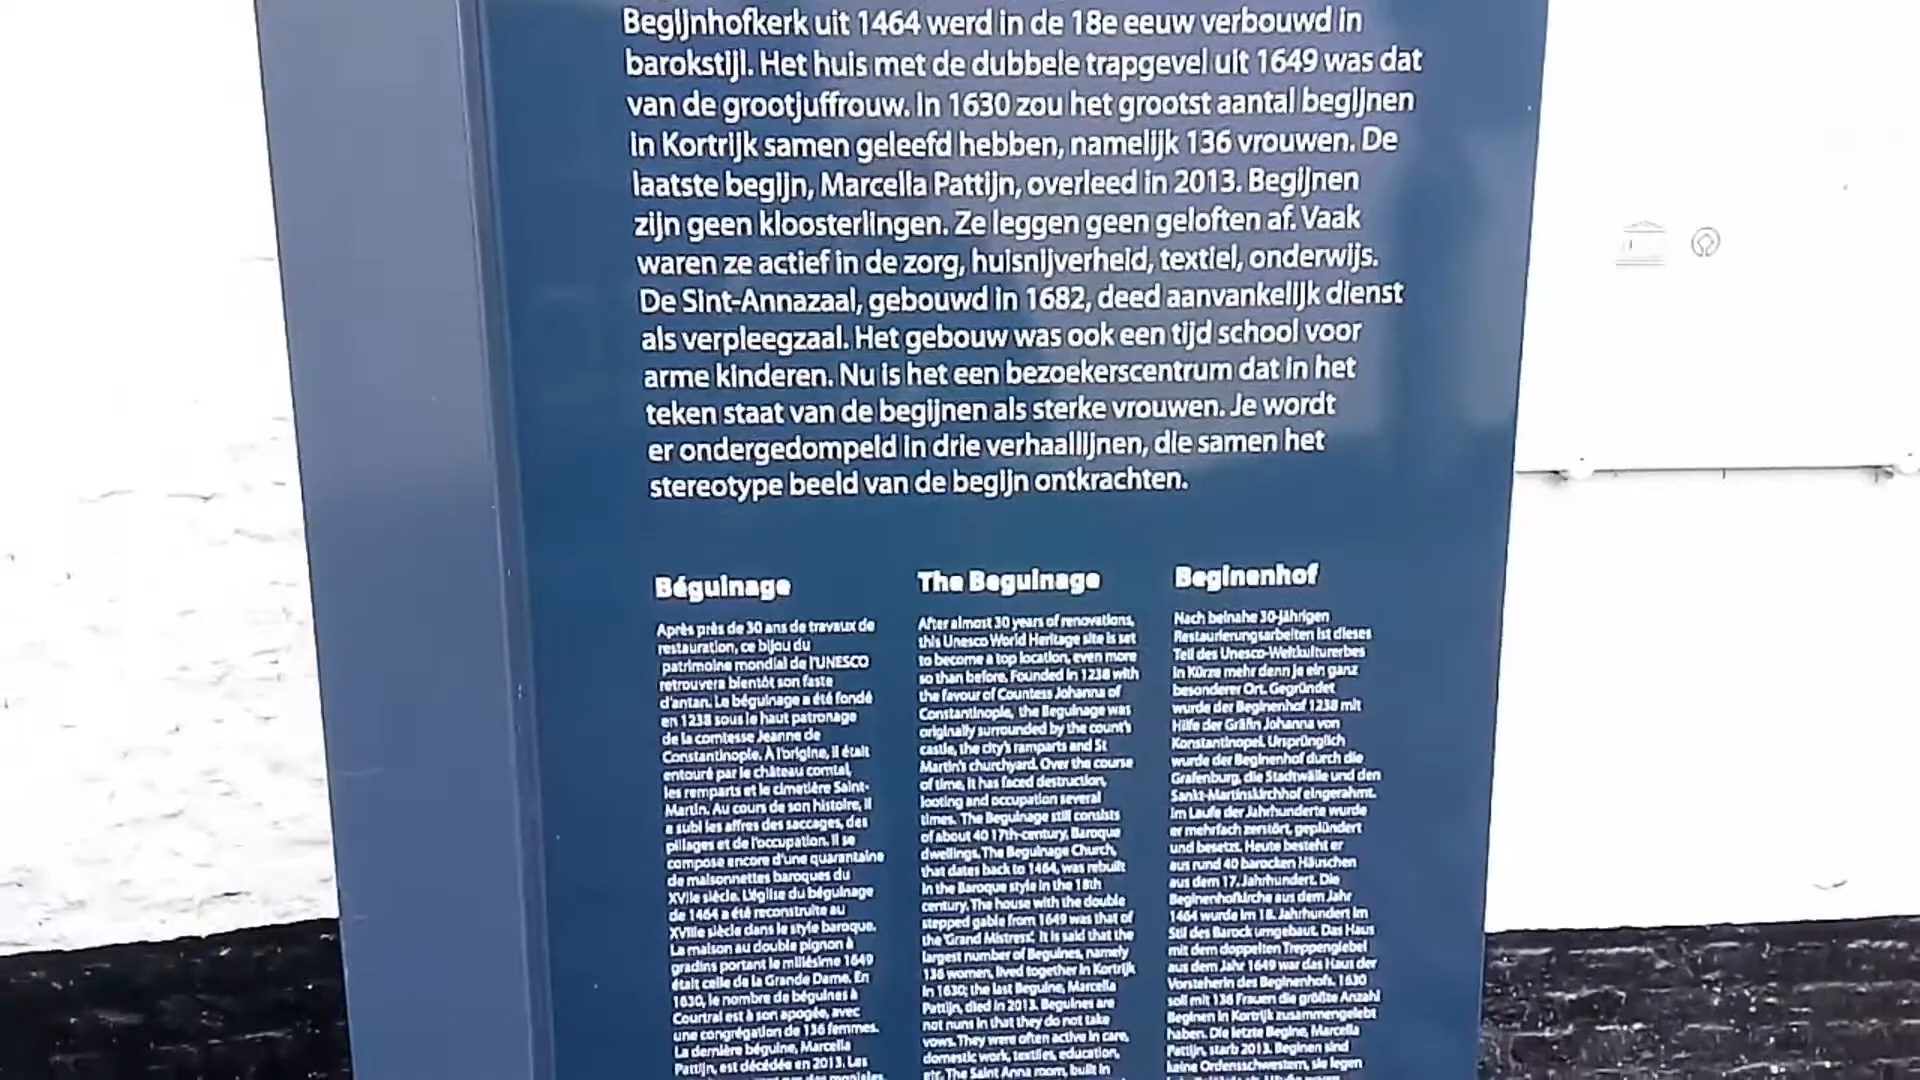 Begijnhofkerk uit 1464 werd in de 18e eeuw verbouwd in
barokstijl. Het huis met de dubbele trapgevel uit 1649 was dat
van de grootjuffrouw. In 1630 zou het grootst aantal begijnen
in Kortrijk samen geleefd hebben, namelijk 136 vrouwen. De
laatste begijn, Marcella Pattijn, overleed in 2013. Begijnen
zijn geen kloosterlingen. Ze leggen geen geloften af. Vaak
waren ze actief in de zorg, huisnijverheid, textiel, onderwijs.
De Sint-Annazaal, gebouwd in 1682, deed aanvankelijk dienst
als verpleegzaal. Het gebouw was ook een tijd school voor
arme kinderen. Nu is het een bezoekerscentrum dat in het
teken staat van de begijnen als sterke vrouwen. Je wordt
er ondergedompeld in drie verhaallijnen, die samen het
stereotype beeld van de begijn ontkrachten.
Béguinage
Après près de 30 ans de travaux de
restauration, ce bijou du
patrimoine mondial de l'UNESCO
retrouvera bientôt son faste
d'antan. Le béguinage a été fondé
en 1238 sous le haut patronage
de la comtesse Jeanne de
Constantinople. À l'origine, il était
entouré par le château comtal,
les remparts et le cimetière Saint-
Martin. Au cours de son histoire, il
a subi les affres des saccages, des
pillages et de l'occupation. Il se
compose encore d'une quarantaine
de maisonnettes baroques du
XVIIe siècle. L'église du béguinage
de 1464 a été reconstruite au
XVIIIe siècle dans le style baroque.
La maison au double pignon à
gradins portant le millésime 1649
était celle de la Grande Dame. En
1630, le nombre de béguines à
Courtrai est à son apogée, avec
une congrégation de 136 femmes.
La dernière béguine, Marcella
Pattijn, est décédée en 2013. Les
The Beguinage
After almost 30 years of renovations,
this Unesco World Heritage site is set
to become a top location, even more
so than before. Founded in 1238 with
the favour of Countess Johanna of
Constantinople, the Beguinage was
originally surrounded by the count's
castle, the city's ramparts and St
Martin's churchyard. Over the course
of time, it has faced destruction,
looting and occupation several
times. The Beguinage still consists
of about 40 17th-century, Baroque
dwellings. The Beguinage Church,
that dates back to 1464, was rebuilt
in the Baroque style in the 18th
century. The house with the double
stepped gable from 1649 was that of
the 'Grand Mistress'. It is said that the
largest number of Beguines, namely
136 women, lived together in Kortrijk
in 1630; the last Beguine, Marcella
Pattijn, died in 2013. Beguines are
not nuns in that they do not take
vows. They were often active in care,
domestic work, textiles, education,
etc. The Saint Anna room, built in
Beginenhof
Nach beinahe 30-jährigen
Restaurierungsarbeiten ist dieses
Teil des Unesco-Weltkulturerbes
in Kürze mehr denn je ein ganz
besonderer Ort. Gegründet
wurde der Beginenhof 1238 mit
Hilfe der Gräfin Johanna von
Konstantinopel. Ursprünglich
wurde der Beginenhof durch die
Grafenburg, die Stadtwälle und den
Sankt-Martinskirchhof eingerahmt.
Im Laufe der Jahrhunderte wurde
er mehrfach zerstört, geplündert
und besetzt. Heute besteht er
aus rund 40 barocken Häuschen
aus dem 17. Jahrhundert. Die
Beginenhofkirche aus dem Jahr
1464 wurde im 18. Jahrhundert im
Stil des Barock umgebaut. Das Haus
mit dem doppelten Treppengiebel
aus dem Jahr 1649 war das Haus der
Vorsteherin des Beginenhofs. 1630
soll mit 136 Frauen die größte Anzahl
Beginen in Kortrijk zusammengelebt
haben. Die letzte Begine, Marcella
Pattijn, starb 2013. Beginen sind
keine Ordensschwestern, sie legen